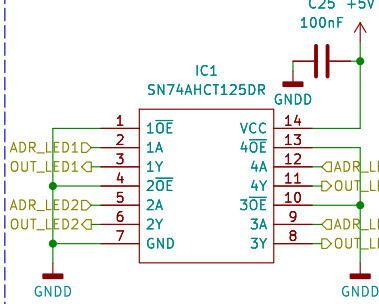 C25 +5V
100nF
GNDD
IC1
SN74AHCT125DR
1 1OE VCC 14
2 1A 4OE 13
3 1Y 4A 12
4 2OE 4Y 11
5 2A 3OE 10
6 2Y 3A 9
7 GND 3Y 8
ADR_LED1
OUT_LED1
ADR_LED2
OUT_LED2
GNDD
GNDD